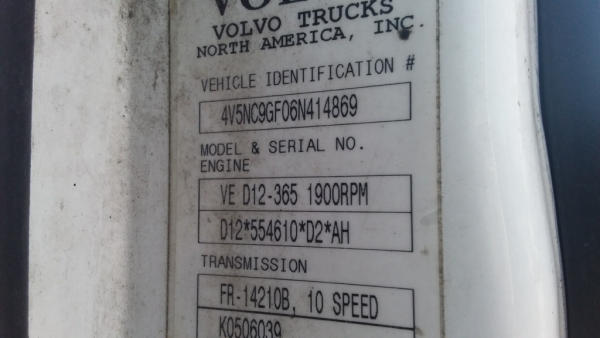 VOLVO TRUCKS
NORTH AMERICA, INC.
VEHICLE IDENTIFICATION #
4V5NC9GF06N414869
MODEL & SERIAL NO.
ENGINE
VE D12-365 1900RPM
D12*554610*D2*AH
TRANSMISSION
FR-14210B, 10 SPEED
K0506039